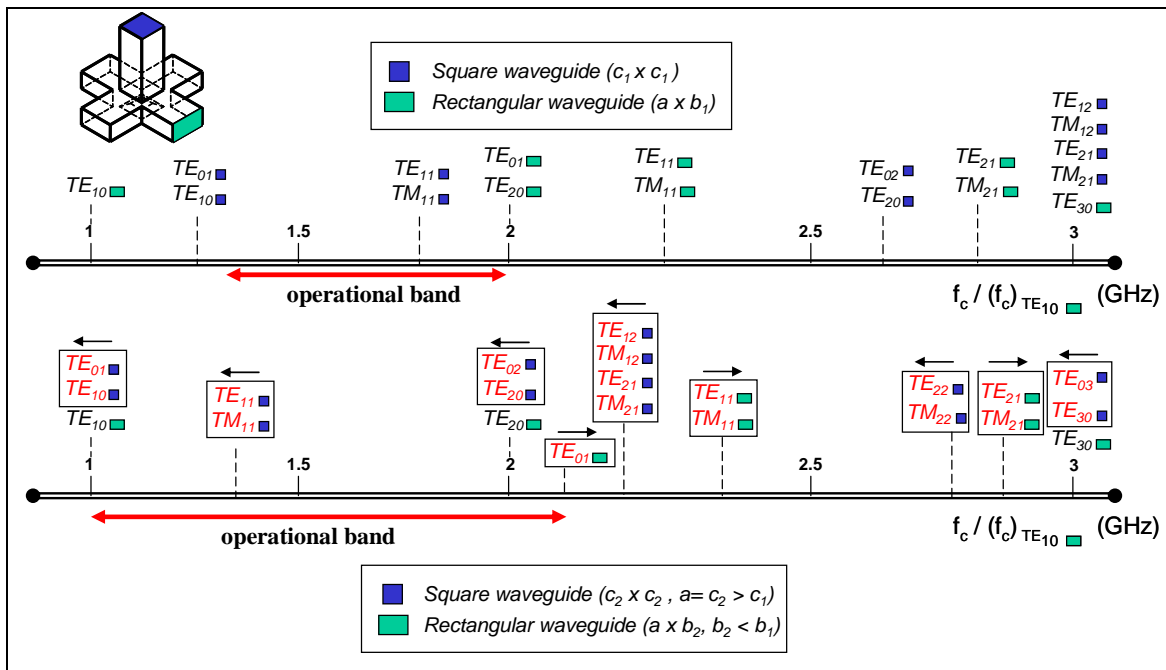 Square waveguide (c1 x c1)
Rectangular waveguide (a x b1)
TE12
TM12
TE21
TM21
TE30
TE10
TE01
TE10
TE11
TM11
TE01
TE20
TE11
TM11
TE02
TE20
TE21
TM21
1 1.5 2 2.5 3
operational band
fc / (fc) TE10 (GHz)
TE01
TE10
TE10
TE11
TM11
TE02
TE20
TE20
TE01
TE12
TM12
TE21
TM21
TE11
TM11
TE22
TM22
TE21
TM21
TE03
TE30
TE30
1 1.5 2 2.5 3
operational band
fc / (fc) TE10 (GHz)
Square waveguide (c2 x c2 , a= c2 > c1)
Rectangular waveguide (a x b2, b2 < b1)